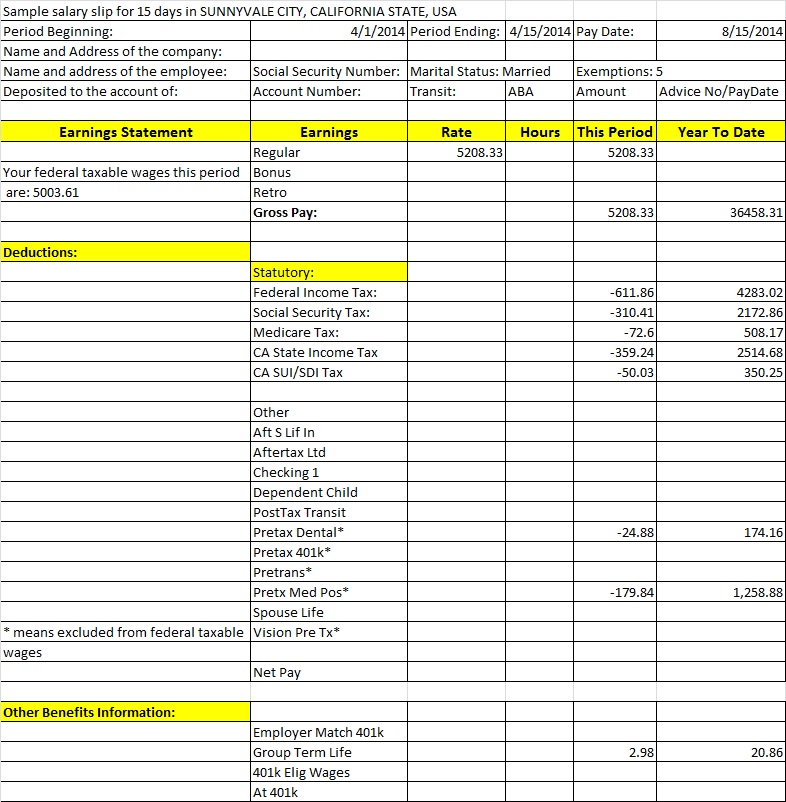 Sample salary slip for 15 days in SUNNYVALE CITY, CALIFORNIA STATE, USA
Period Beginning: 4/1/2014 Period Ending: 4/15/2014 Pay Date: 8/15/2014
Name and Address of the company:
Name and address of the employee: Social Security Number: Marital Status: Married Exemptions: 5
Deposited to the account of: Account Number: Transit: ABA Amount Advice No/PayDate
Earnings Statement Earnings Rate Hours This Period Year To Date
Regular 5208.33 5208.33
Your federal taxable wages this period Bonus
are: 5003.61 Retro
Gross Pay: 5208.33 36458.31
Deductions:
Statutory:
Federal Income Tax: -611.86 4283.02
Social Security Tax: -310.41 2172.86
Medicare Tax: -72.6 508.17
CA State Income Tax -359.24 2514.68
CA SUI/SDI Tax -50.03 350.25
Other
Aft S Lif In
Aftertax Ltd
Checking 1
Dependent Child
PostTax Transit
Pretax Dental* -24.88 174.16
Pretax 401k*
Pretrans*
Pretx Med Pos* -179.84 1,258.88
Spouse Life
* means excluded from federal taxable Vision Pre Tx*
wages
Net Pay
Other Benefits Information:
Employer Match 401k
Group Term Life 2.98 20.86
401k Elig Wages
At 401k